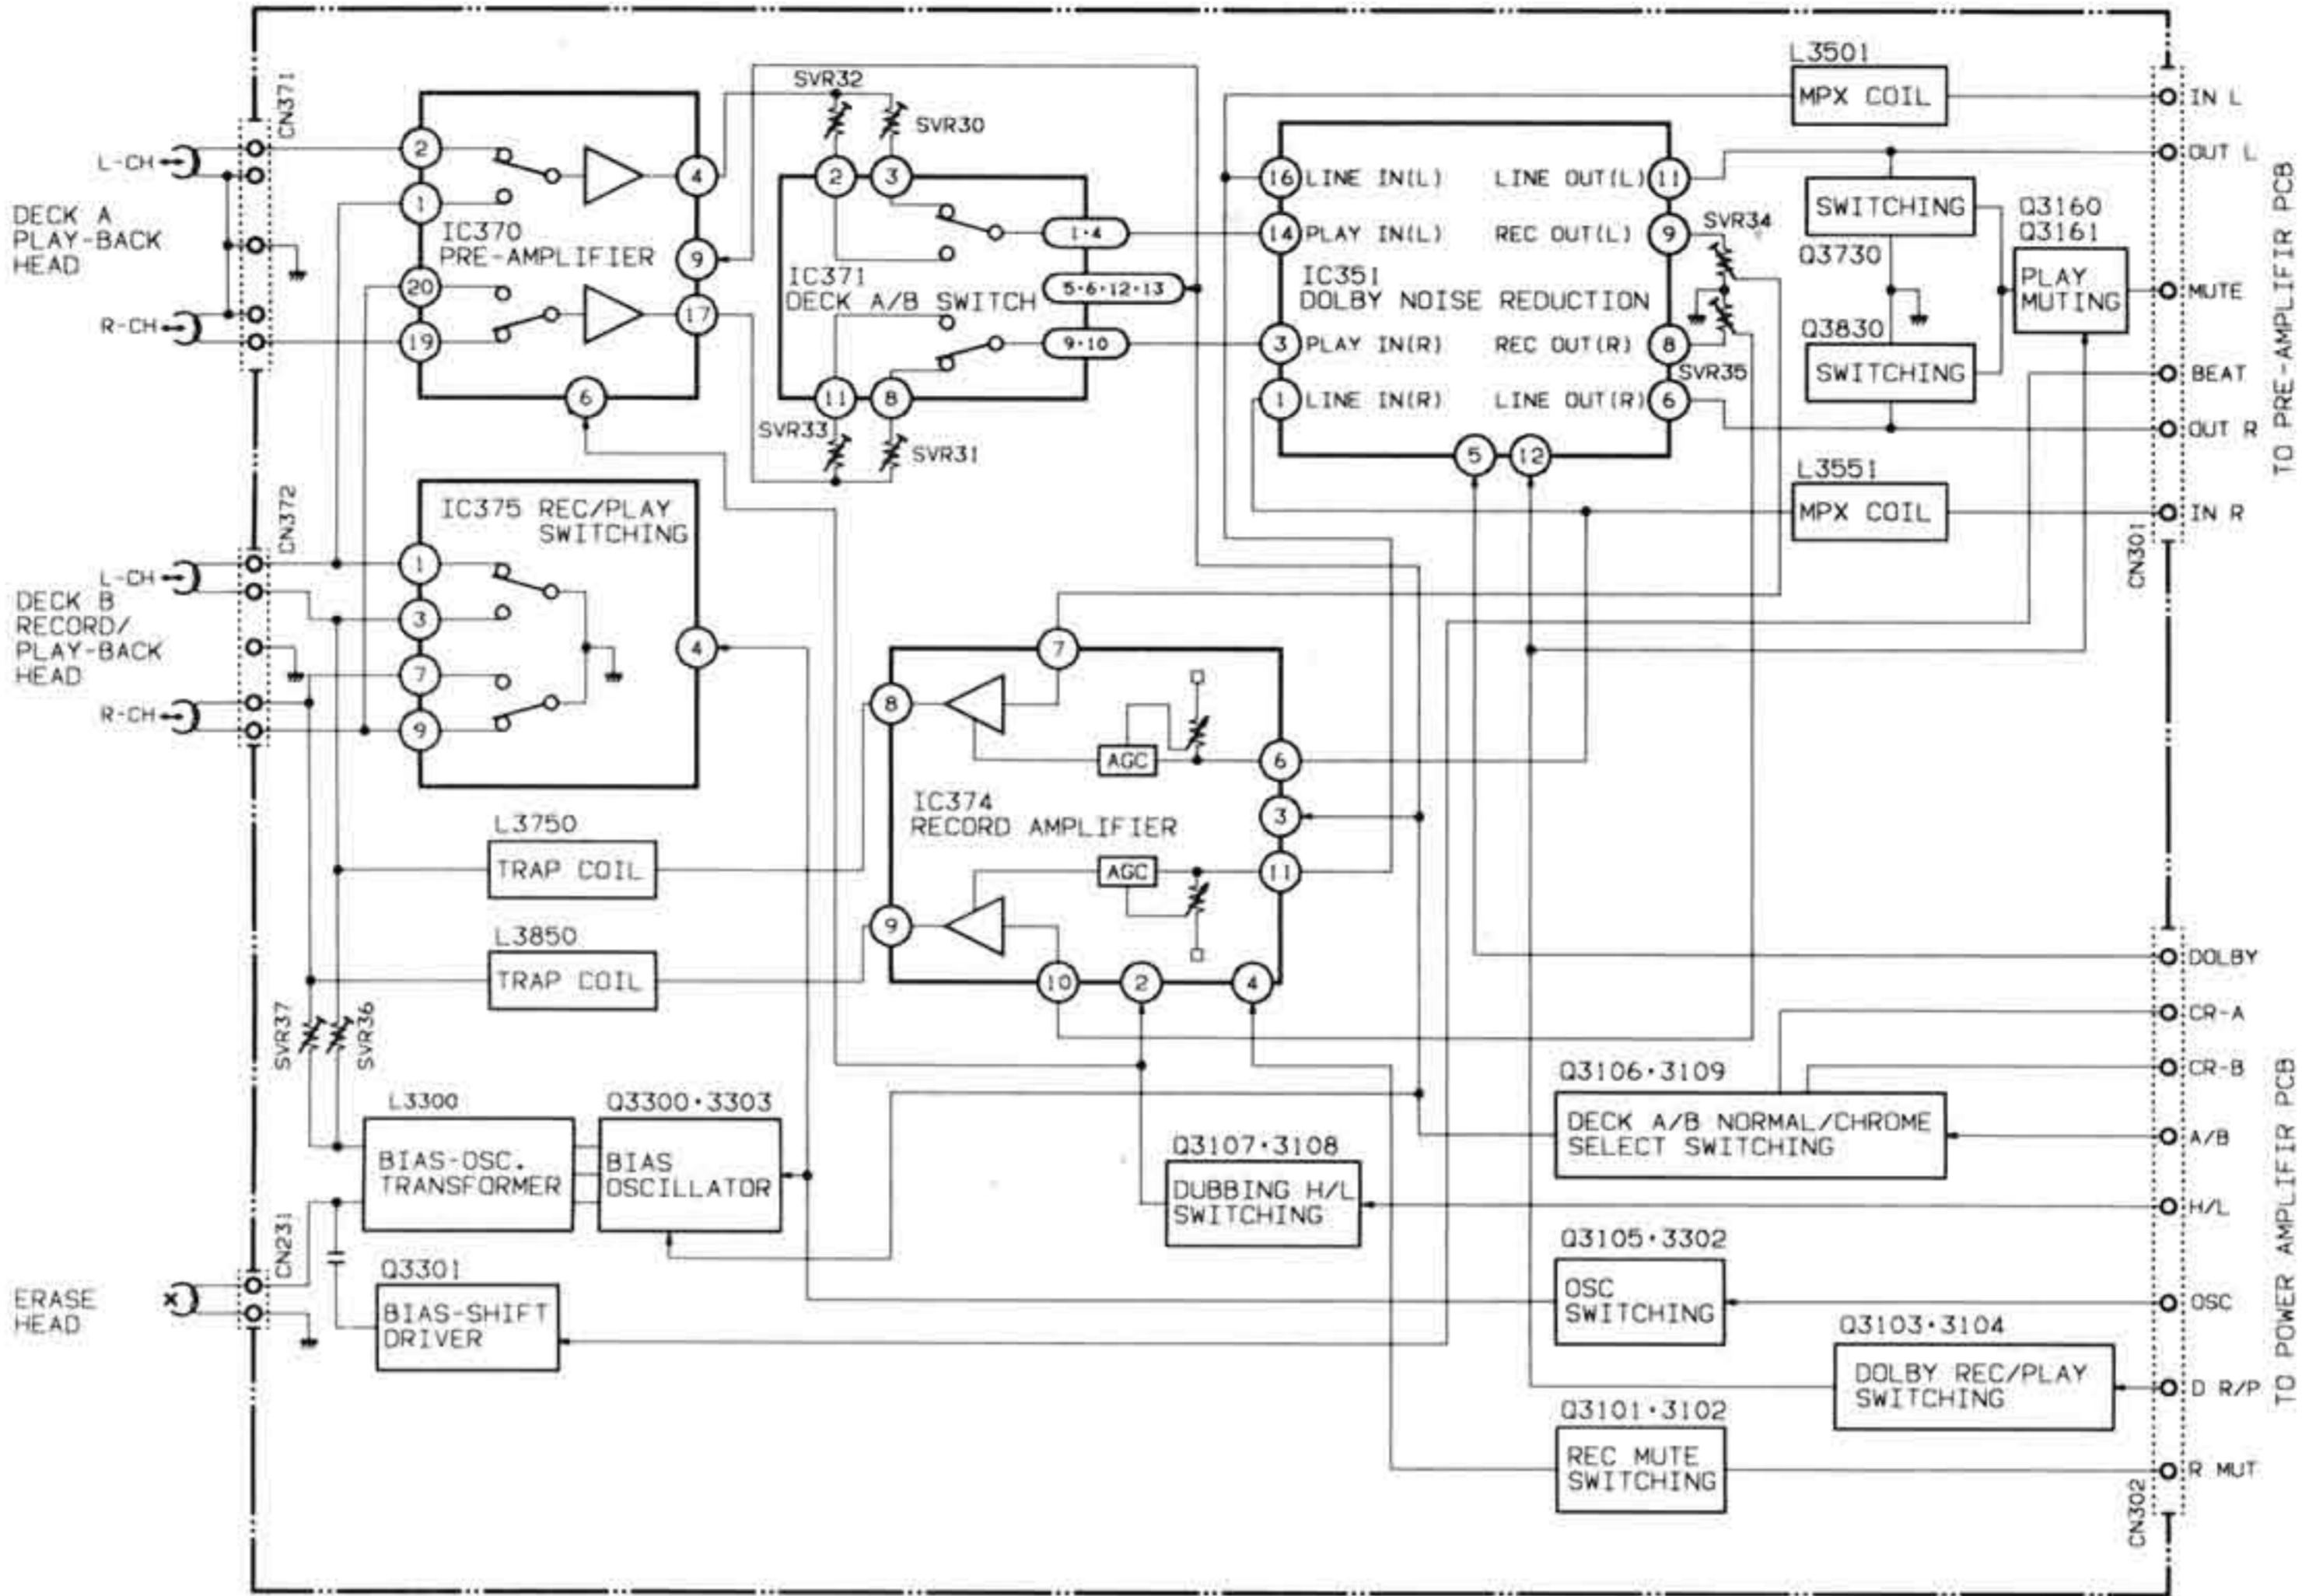 CN371
L-CH
DECK A
PLAY-BACK
HEAD
R-CH
2
1
20
19
IC370
PRE-AMPLIFIER
4
9
17
6
SVR32
SVR30
2
3
IC371
DECK A/B SWITCH
1·4
5·6·12·13
9·10
11
8
SVR33
SVR31
16 LINE IN(L)
14 PLAY IN(L)
IC351
DOLBY NOISE REDUCTION
3 PLAY IN(R)
1 LINE IN(R)
LINE OUT(L) 11
REC OUT(L) 9
REC OUT(R) 8
LINE OUT(R) 6
5
12
SVR34
SVR35
L3501
MPX COIL
SWITCHING
Q3730
Q3830
SWITCHING
Q3160
Q3161
PLAY
MUTING
L3551
MPX COIL
IN L
OUT L
MUTE
BEAT
OUT R
IN R
CN301
TO PRE-AMPLIFIR PCB
CN372
L-CH
DECK B
RECORD/
PLAY-BACK
HEAD
R-CH
IC375 REC/PLAY
SWITCHING
1
3
7
9
4
7
8
AGC
6
IC374
RECORD AMPLIFIER
3
AGC
11
9
10
2
4
L3750
TRAP COIL
L3850
TRAP COIL
SVR37
SVR36
L3300
BIAS-OSC.
TRANSFORMER
Q3300·3303
BIAS
OSCILLATOR
CN231
ERASE
HEAD
Q3301
BIAS-SHIFT
DRIVER
Q3107·3108
DUBBING H/L
SWITCHING
Q3106·3109
DECK A/B NORMAL/CHROME
SELECT SWITCHING
Q3105·3302
OSC
SWITCHING
Q3103·3104
DOLBY REC/PLAY
SWITCHING
Q3101·3102
REC MUTE
SWITCHING
DOLBY
CR-A
CR-B
A/B
H/L
OSC
D R/P
R MUT
CN302
TO POWER AMPLIFIR PCB